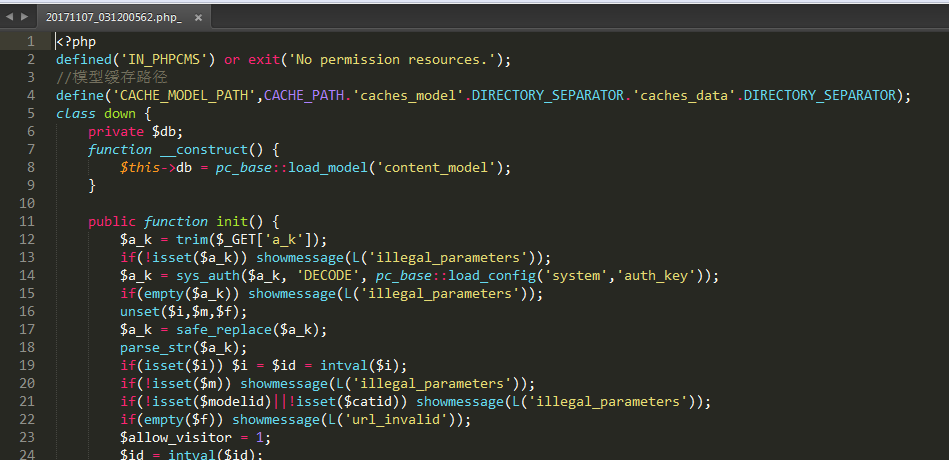 20171107_031200562.php_ ×
1 <?php
2 defined('IN_PHPCMS') or exit('No permission resources.');
3 //模型缓存路径
4 define('CACHE_MODEL_PATH',CACHE_PATH.'caches_model'.DIRECTORY_SEPARATOR.'caches_data'.DIRECTORY_SEPARATOR);
5 class down {
6 private $db;
7 function __construct() {
8 $this->db = pc_base::load_model('content_model');
9 }
10
11 public function init() {
12 $a_k = trim($_GET['a_k']);
13 if(!isset($a_k)) showmessage(L('illegal_parameters'));
14 $a_k = sys_auth($a_k, 'DECODE', pc_base::load_config('system','auth_key'));
15 if(empty($a_k)) showmessage(L('illegal_parameters'));
16 unset($i,$m,$f);
17 $a_k = safe_replace($a_k);
18 parse_str($a_k);
19 if(isset($i)) $i = $id = intval($i);
20 if(!isset($m)) showmessage(L('illegal_parameters'));
21 if(!isset($modelid)||!isset($catid)) showmessage(L('illegal_parameters'));
22 if(empty($f)) showmessage(L('url_invalid'));
23 $allow_visitor = 1;
24 $id = intval($id);